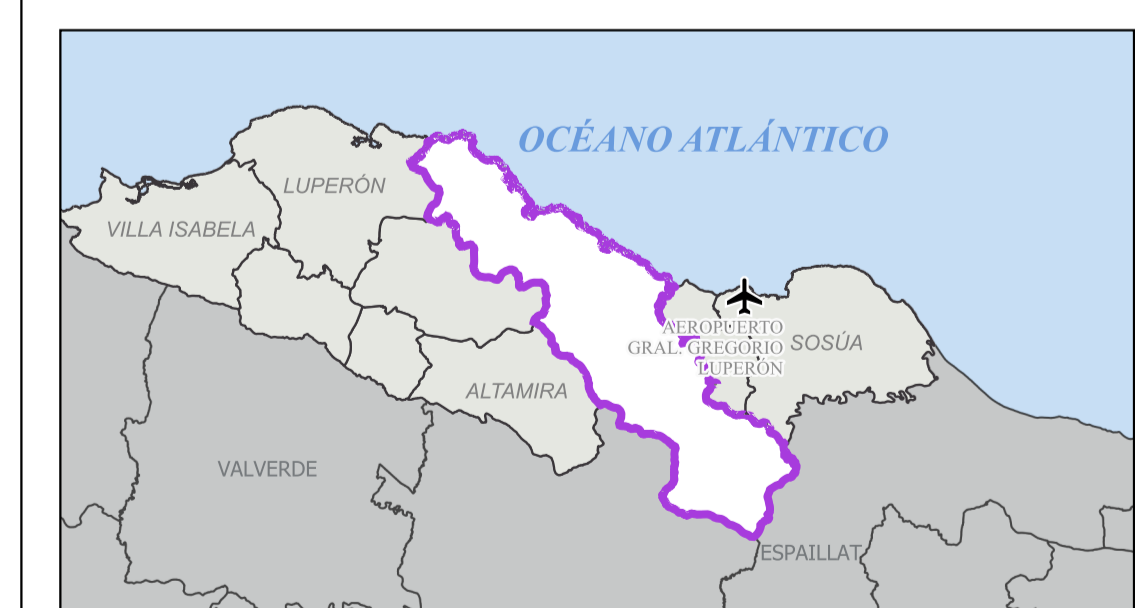 OCÉANO ATLÁNTICO
LUPERÓN
VILLA ISABELA
AEROPUERTO
GRAL. GREGORIO
LUPERÓN
SOSÚA
ALTAMIRA
VALVERDE
ESPAILLAT